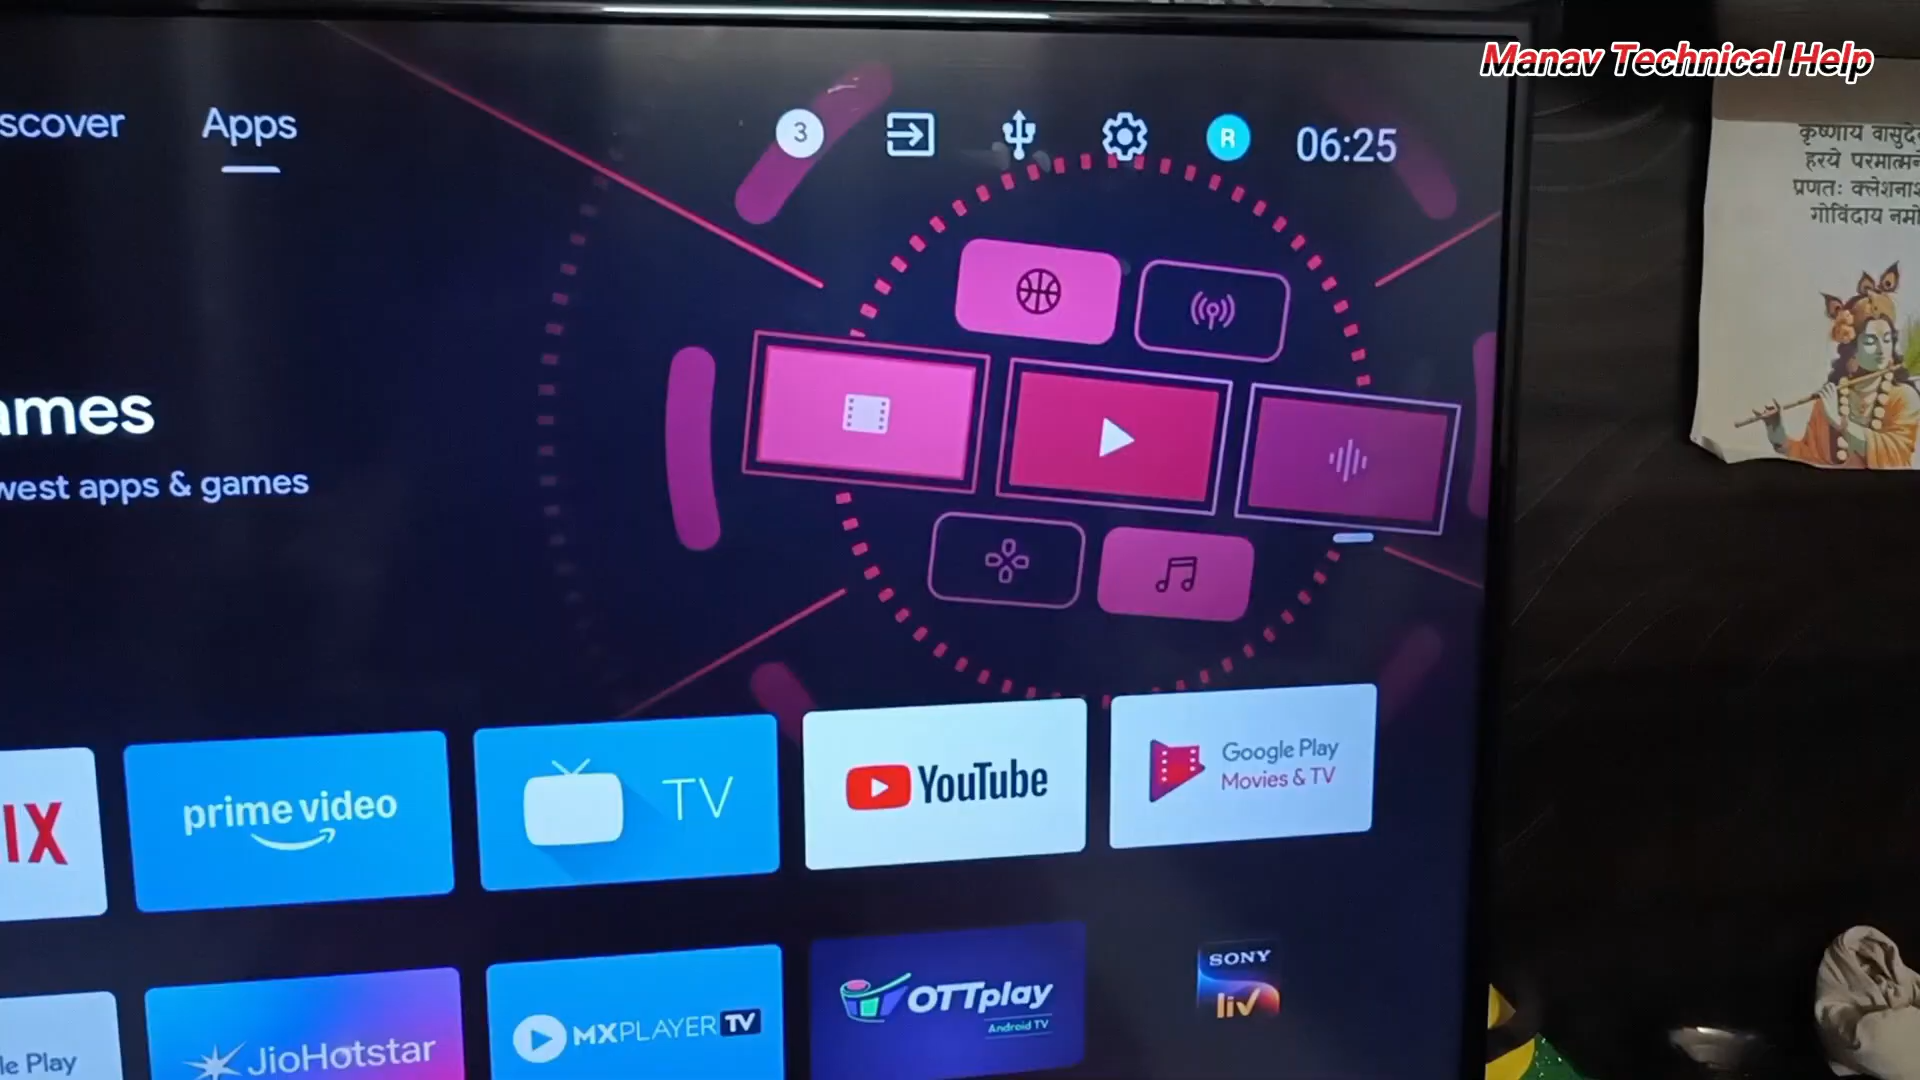 Manav Technical Help
scover
Apps
3
R
06:25
ames
west apps & games
IX
prime video
TV
YouTube
Google Play
Movies & TV
le Play
JioHotstar
MXPLAYER TV
OTTplay
Android TV
SONY
liv
कृष्णाय वासुदे
हरये परमात्मन
प्रणतः क्लेशनाश
गोविंदाय नमो